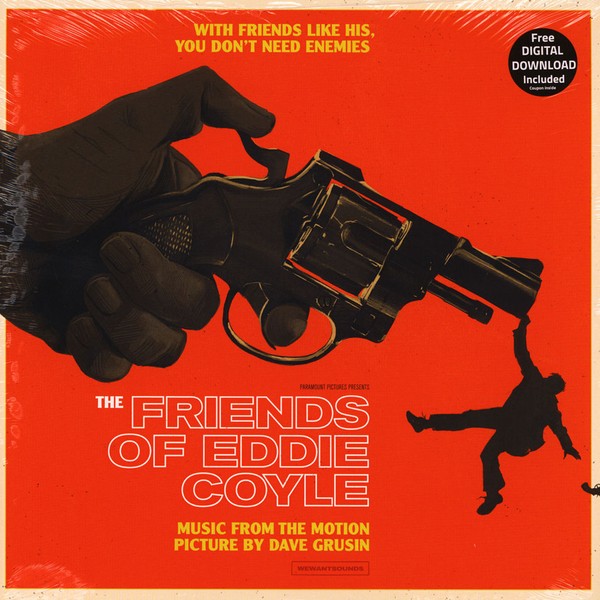 WITH FRIENDS LIKE HIS,
YOU DON'T NEED ENEMIES
Free
DIGITAL
DOWNLOAD
Included
Coupon inside
PARAMOUNT PICTURES PRESENTS
THE FRIENDS
OF EDDIE
COYLE
MUSIC FROM THE MOTION
PICTURE BY DAVE GRUSIN
WEWANTSOUNDS